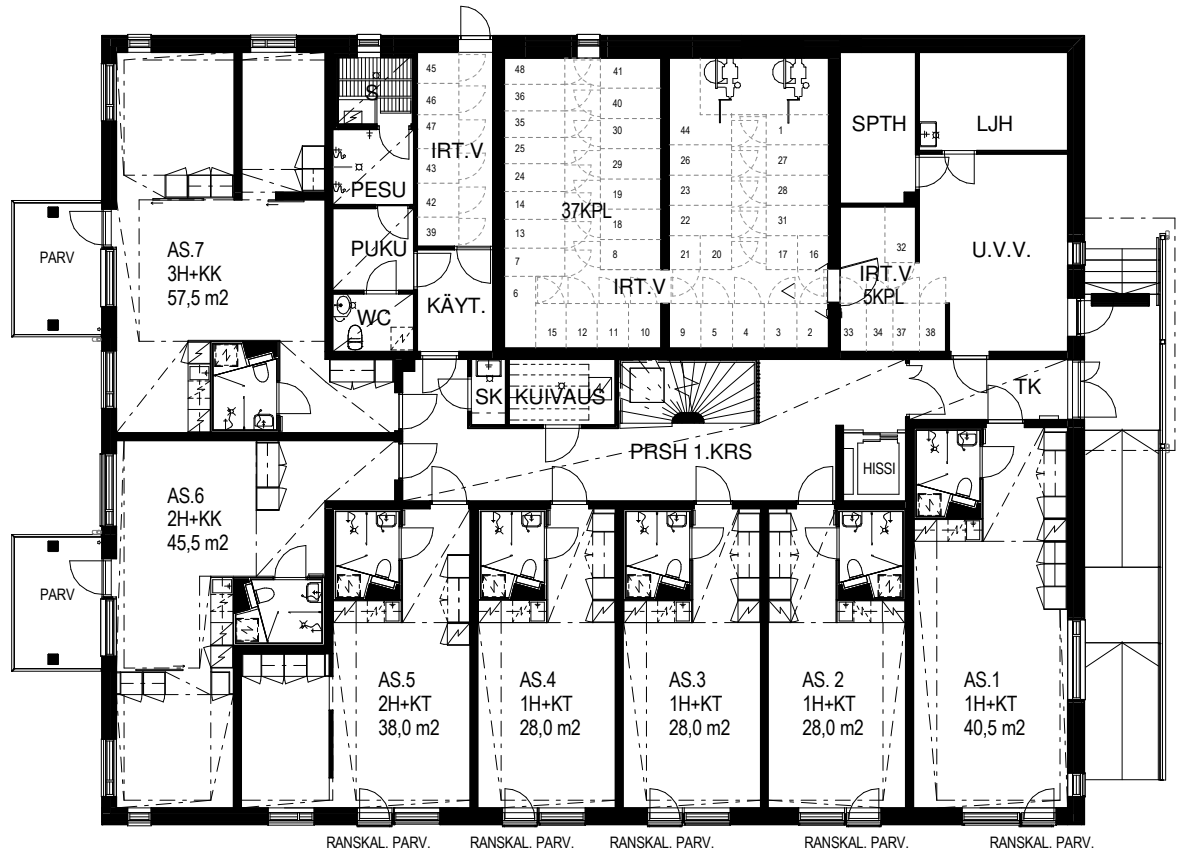 45
46
47
43
42
39
IRT.V
S
PESU
PUKU
WC
KÄYT.
48
36
35
25
24
14
13
7
6
41
40
30
29
19
18
8
37KPL
15
12
11
10
IRT.V
44
26
23
22
21
20
1
27
28
31
17
16
9
5
4
3
2
SPTH
LJH
U.V.V.
32
IRT.V
5KPL
33
34
37
38
PARV
AS.7
3H+KK
57,5 m2
SK
KUIVAUS
PRSH 1.KRS
HISSI
TK
AS.6
2H+KK
45,5 m2
PARV
AS.5
2H+KT
38,0 m2
AS.4
1H+KT
28,0 m2
AS.3
1H+KT
28,0 m2
AS. 2
1H+KT
28,0 m2
AS.1
1H+KT
40,5 m2
RANSKAL. PARV.
RANSKAL. PARV.
RANSKAL. PARV.
RANSKAL. PARV.
RANSKAL. PARV.